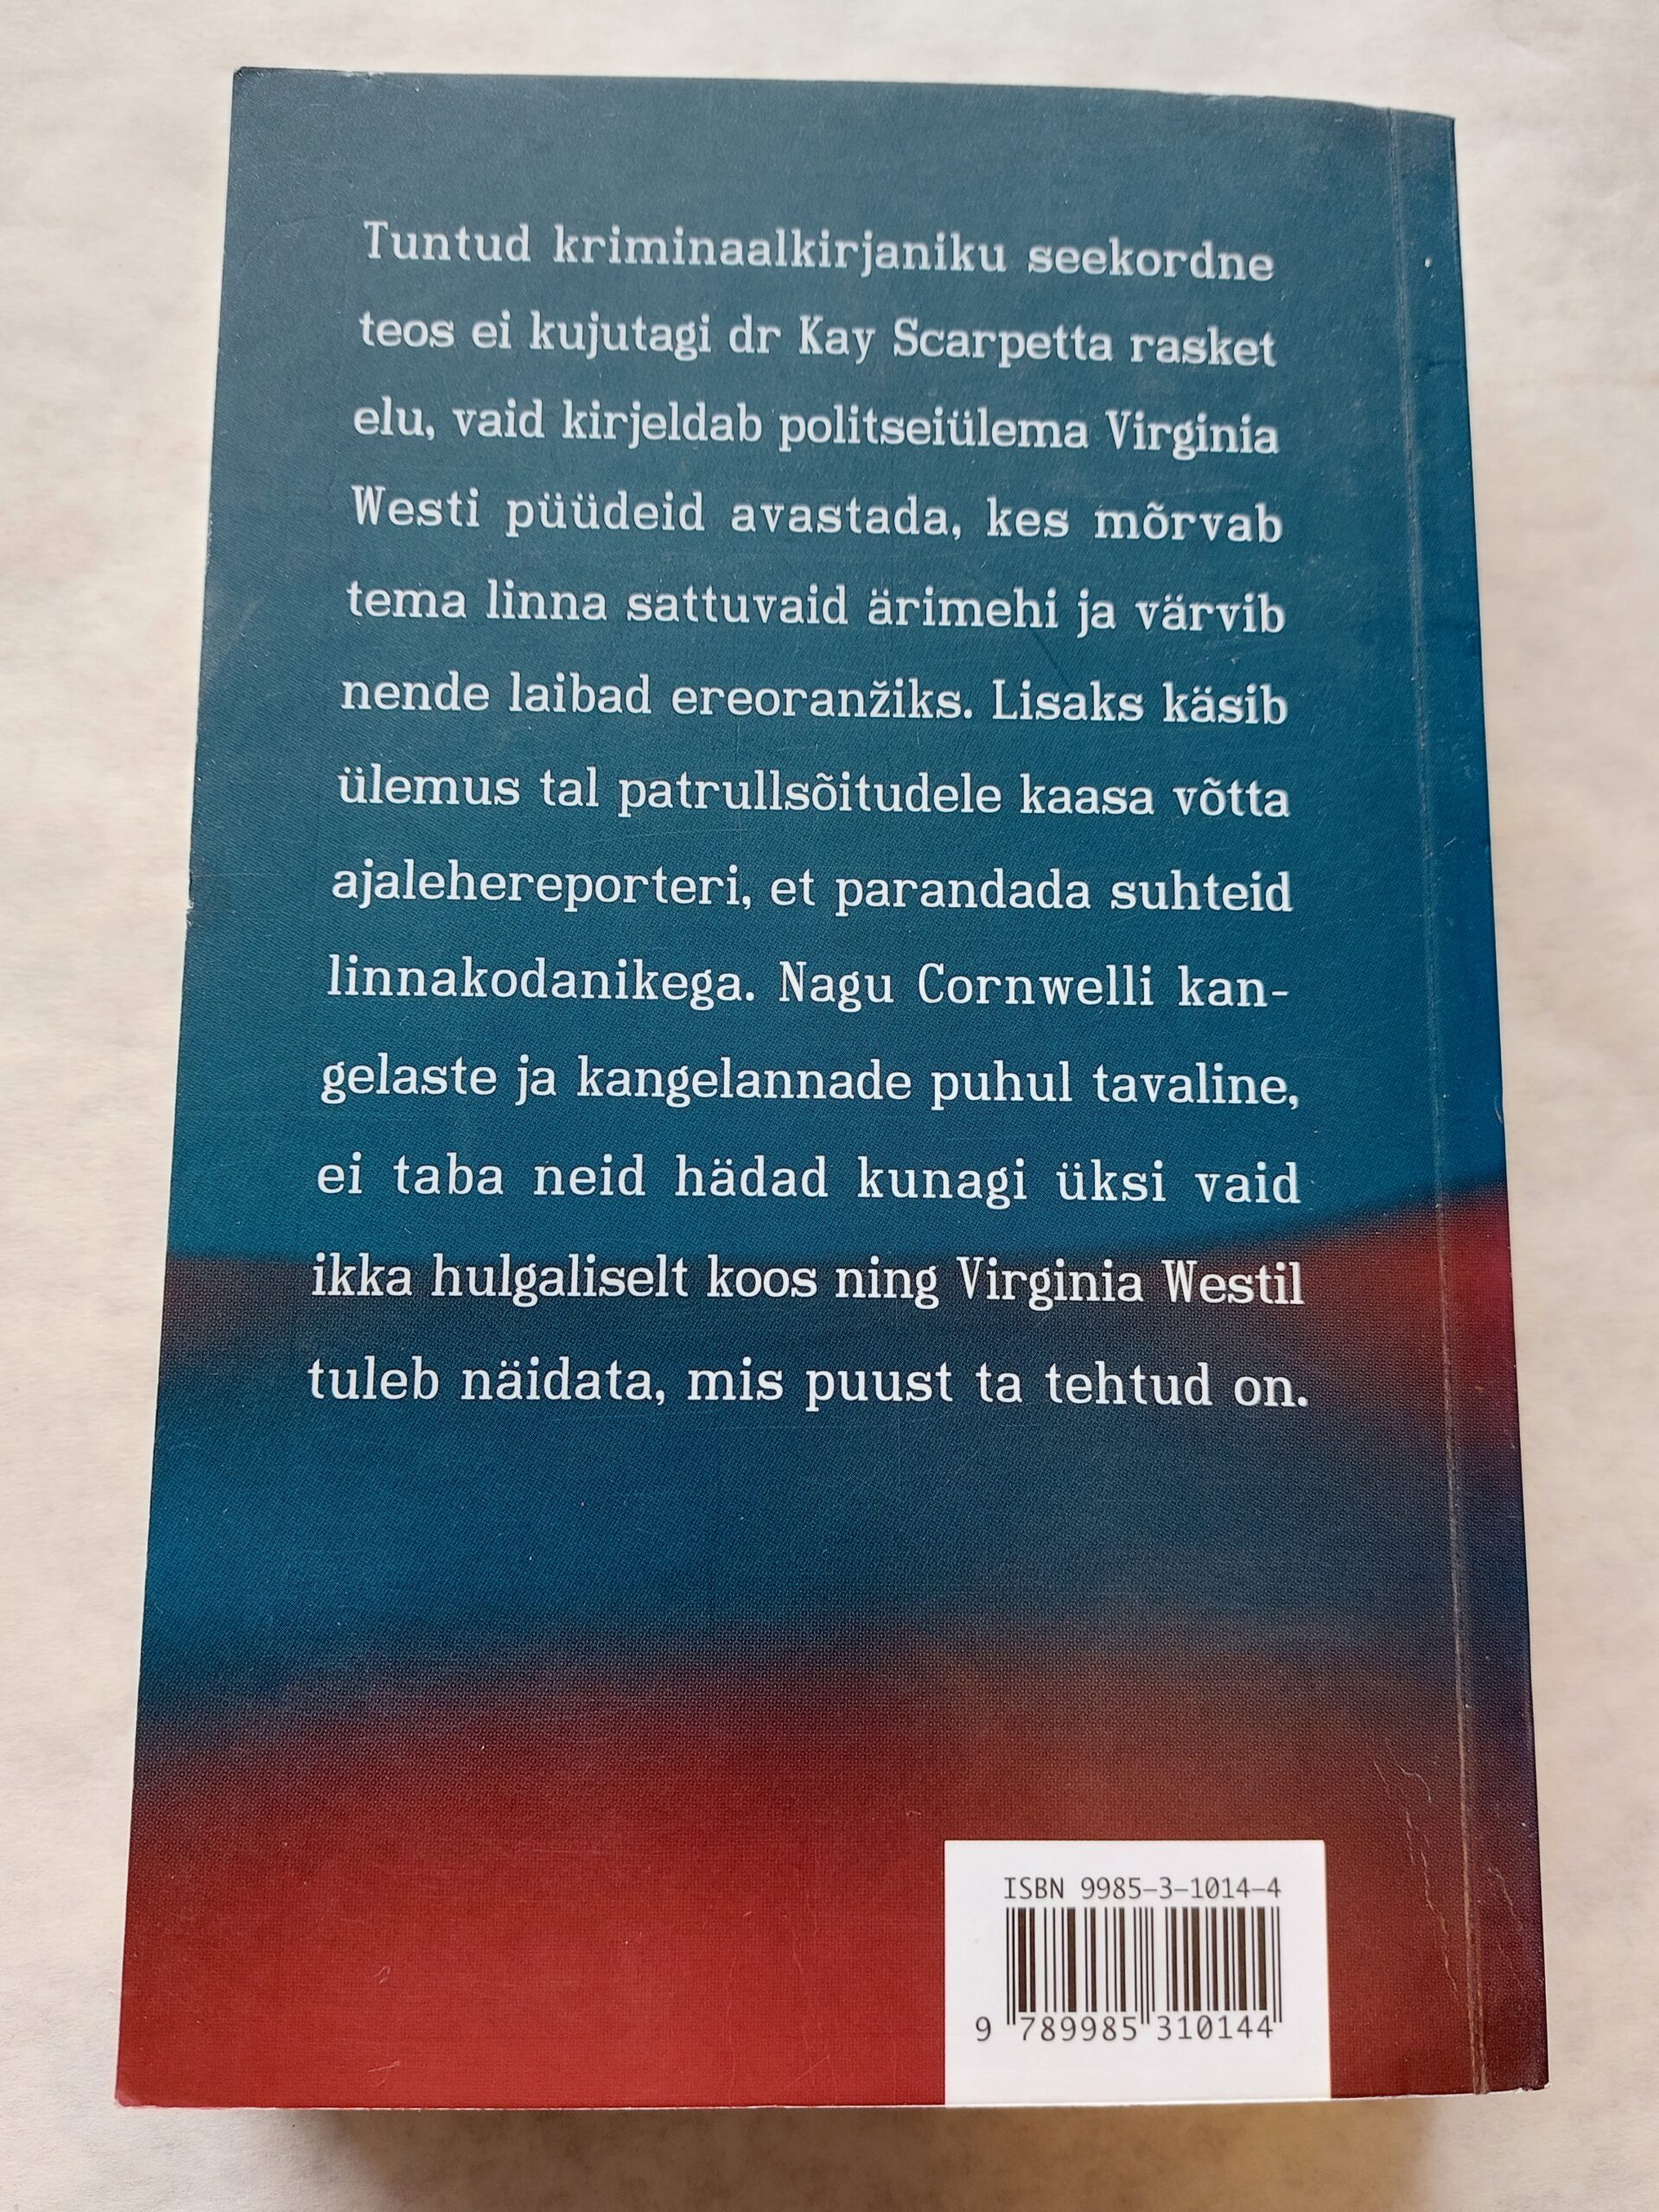 Tuntud kriminaalkirjaniku seekordne
teos ei kujutagi dr Kay Scarpetta rasket
elu, vaid kirjeldab politseiülema Virginia
Westi püüdeid avastada, kes mõrvab
tema linna sattuvaid ärimehi ja värvib
nende laibad ereoranžiks. Lisaks käsib
ülemus tal patrullsõitudele kaasa võtta
ajalehereporteri, et parandada suhteid
linnakodanikega. Nagu Cornwelli kan-
gelaste ja kangelannade puhul tavaline,
ei taba neid hädad kunagi üksi vaid
ikka hulgaliselt koos ning Virginia Westil
tuleb näidata, mis puust ta tehtud on.
ISBN 9985-3-1014-4
9 789985 310144